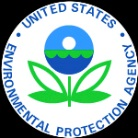 UNITED STATES
ENVIRONMENTAL PROTECTION AGENCY